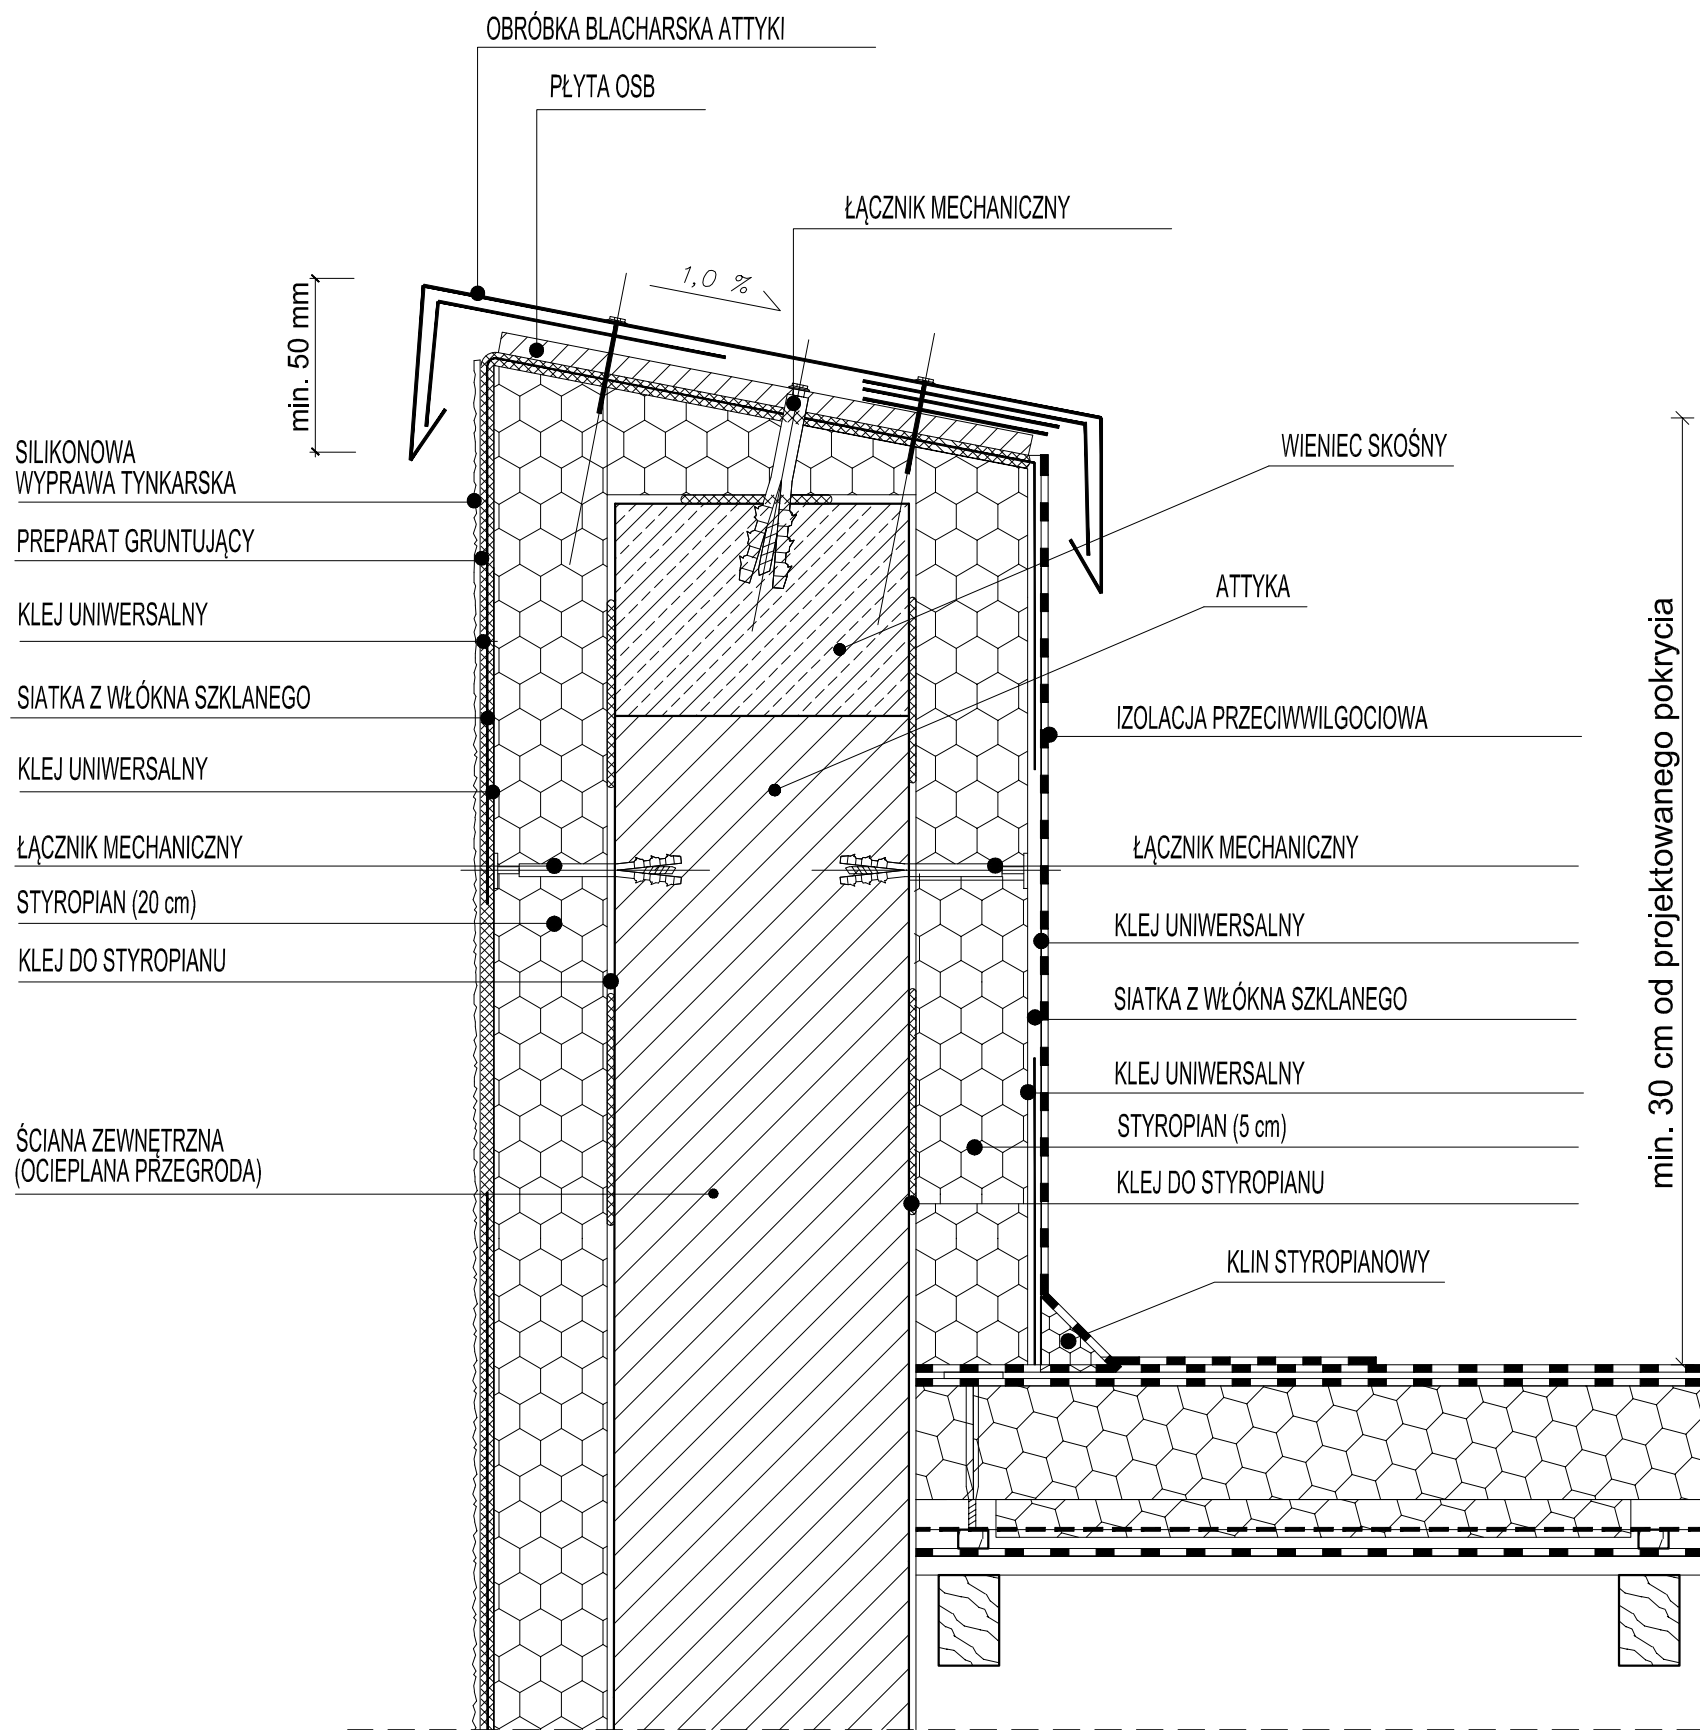 OBRÓBKA BLACHARSKA ATTYKI
PŁYTA OSB
ŁĄCZNIK MECHANICZNY
1,0 %
min. 50 mm
SILIKONOWA
WYPRAWA TYNKARSKA
PREPARAT GRUNTUJĄCY
KLEJ UNIWERSALNY
SIATKA Z WŁÓKNA SZKLANEGO
KLEJ UNIWERSALNY
ŁĄCZNIK MECHANICZNY
STYROPIAN (20 cm)
KLEJ DO STYROPIANU
ŚCIANA ZEWNĘTRZNA
(OCIEPLANA PRZEGRODA)
WIENIEC SKOŚNY
ATTYKA
IZOLACJA PRZECIWWILGOCIOWA
ŁĄCZNIK MECHANICZNY
KLEJ UNIWERSALNY
SIATKA Z WŁÓKNA SZKLANEGO
KLEJ UNIWERSALNY
STYROPIAN (5 cm)
KLEJ DO STYROPIANU
KLIN STYROPIANOWY
min. 30 cm od projektowanego pokrycia